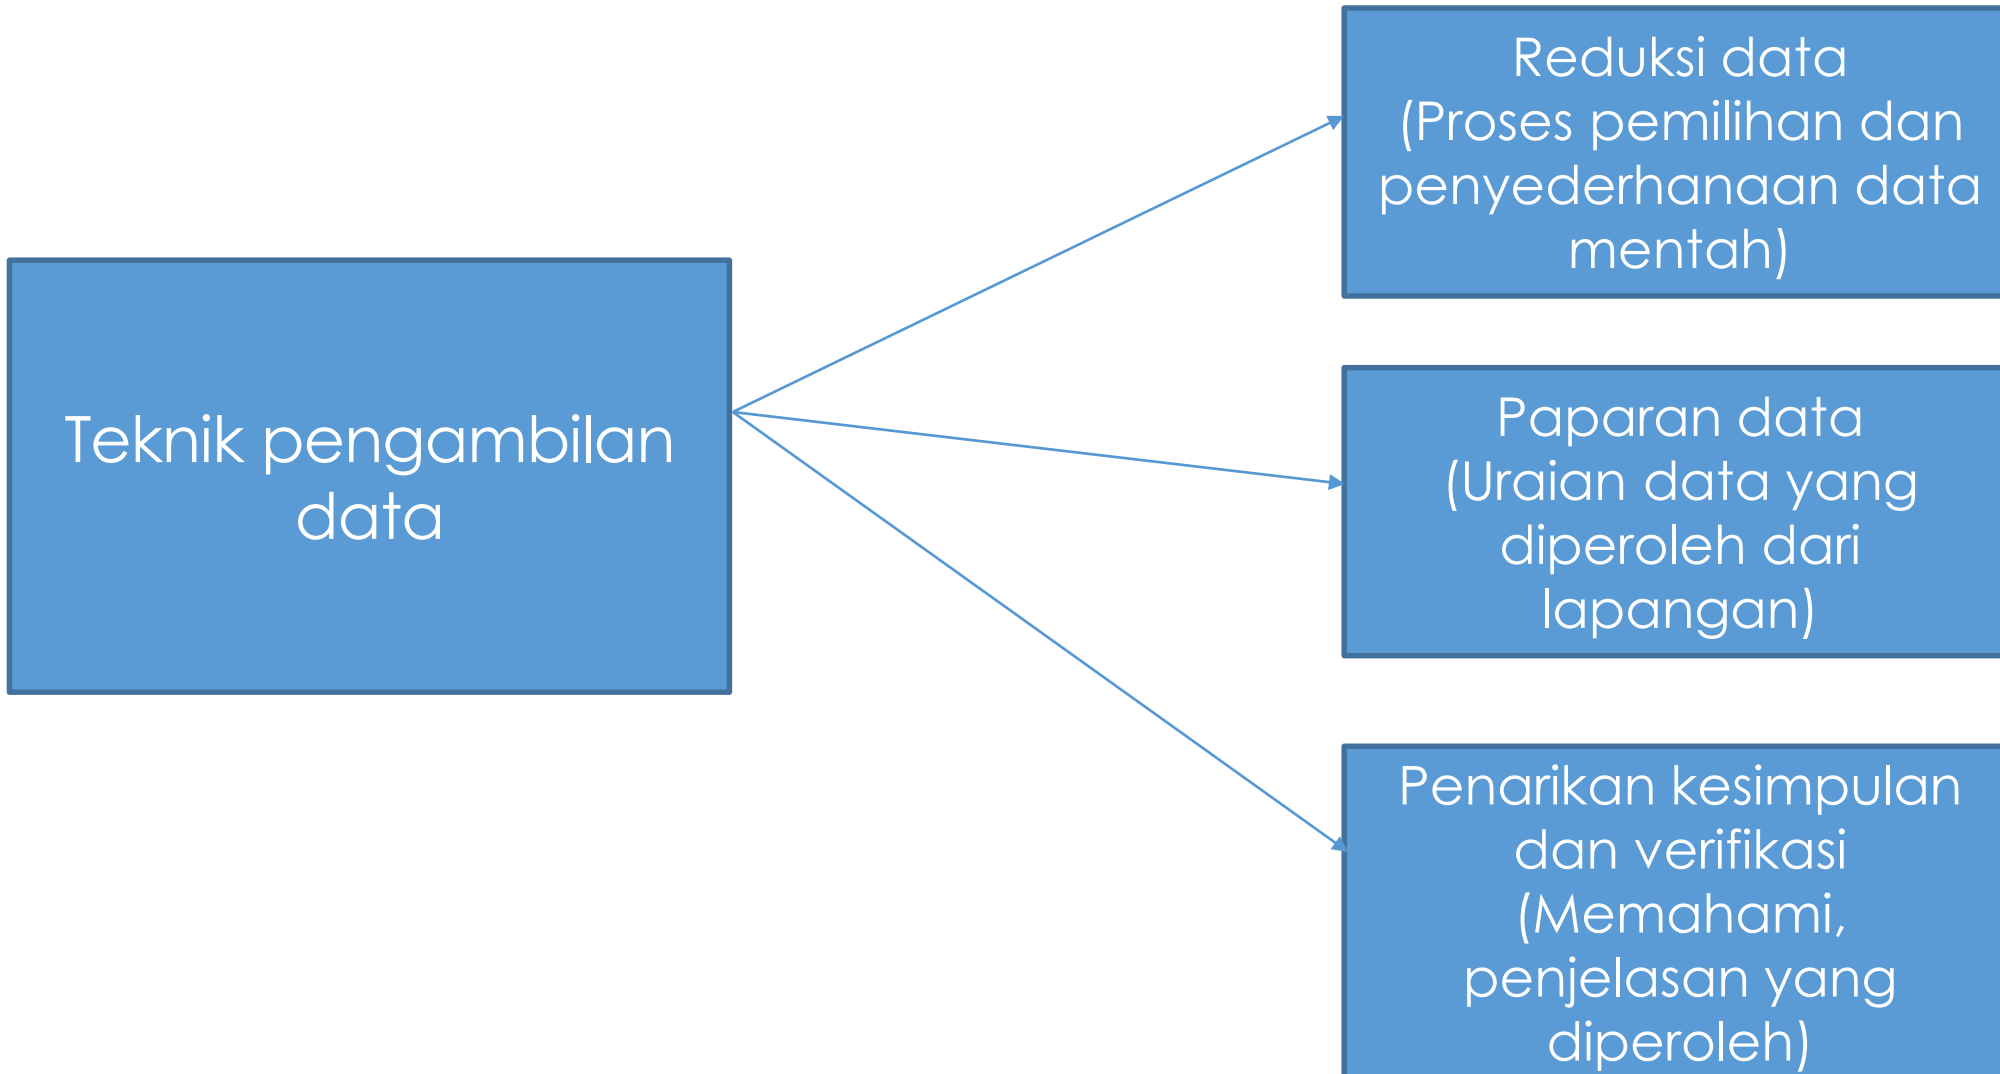 Teknik pengambilan
data
Reduksi data
(Proses pemilihan dan
penyederhanaan data
mentah)
Paparan data
(Uraian data yang
diperoleh dari
lapangan)
Penarikan kesimpulan
dan verifikasi
(Memahami,
penjelasan yang
diperoleh)